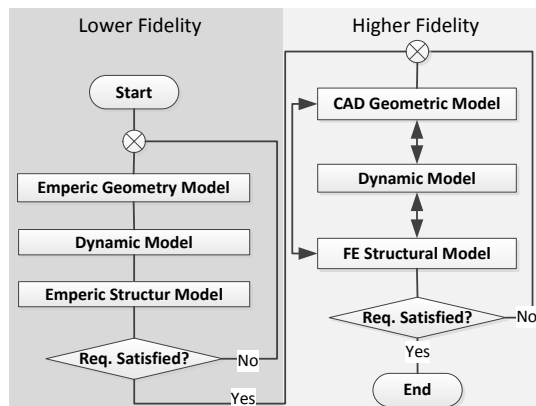 Lower Fidelity
Start
Emperic Geometry Model
Dynamic Model
Emperic Structur Model
Req. Satisfied?
No
Yes
Higher Fidelity
CAD Geometric Model
Dynamic Model
FE Structural Model
Req. Satisfied?
No
Yes
End